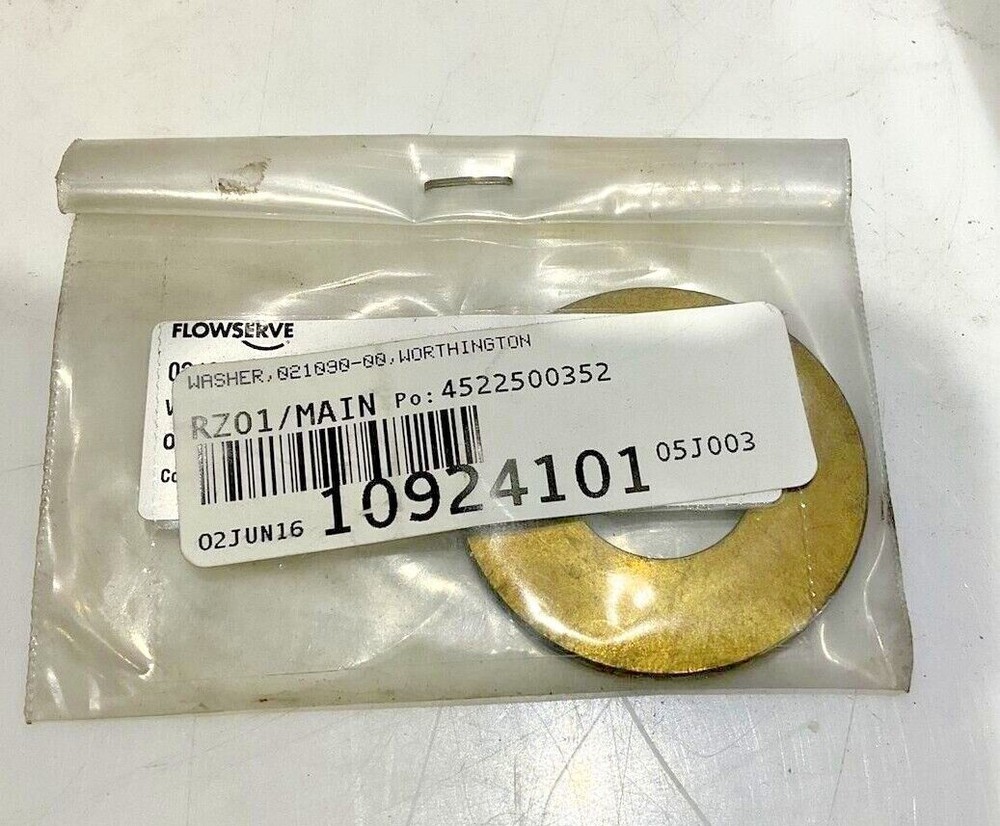 FLOWSERVE
WASHER,021090-00,WORTHINGTON
RZ01/MAIN Po: 4522500352
10924101 05J003
02JUN16